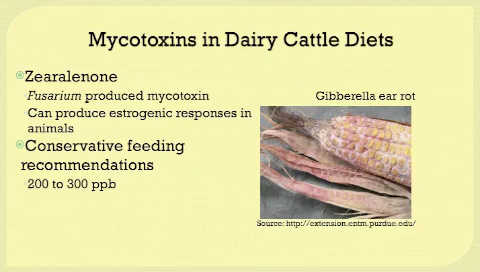 Mycotoxins in Dairy Cattle Diets
Zearalenone
Fusarium produced mycotoxin
Can produce estrogenic responses in
animals
Conservative feeding
recommendations
200 to 300 ppb
Gibberella ear rot
Source: http://extension.entm.purdue.edu/